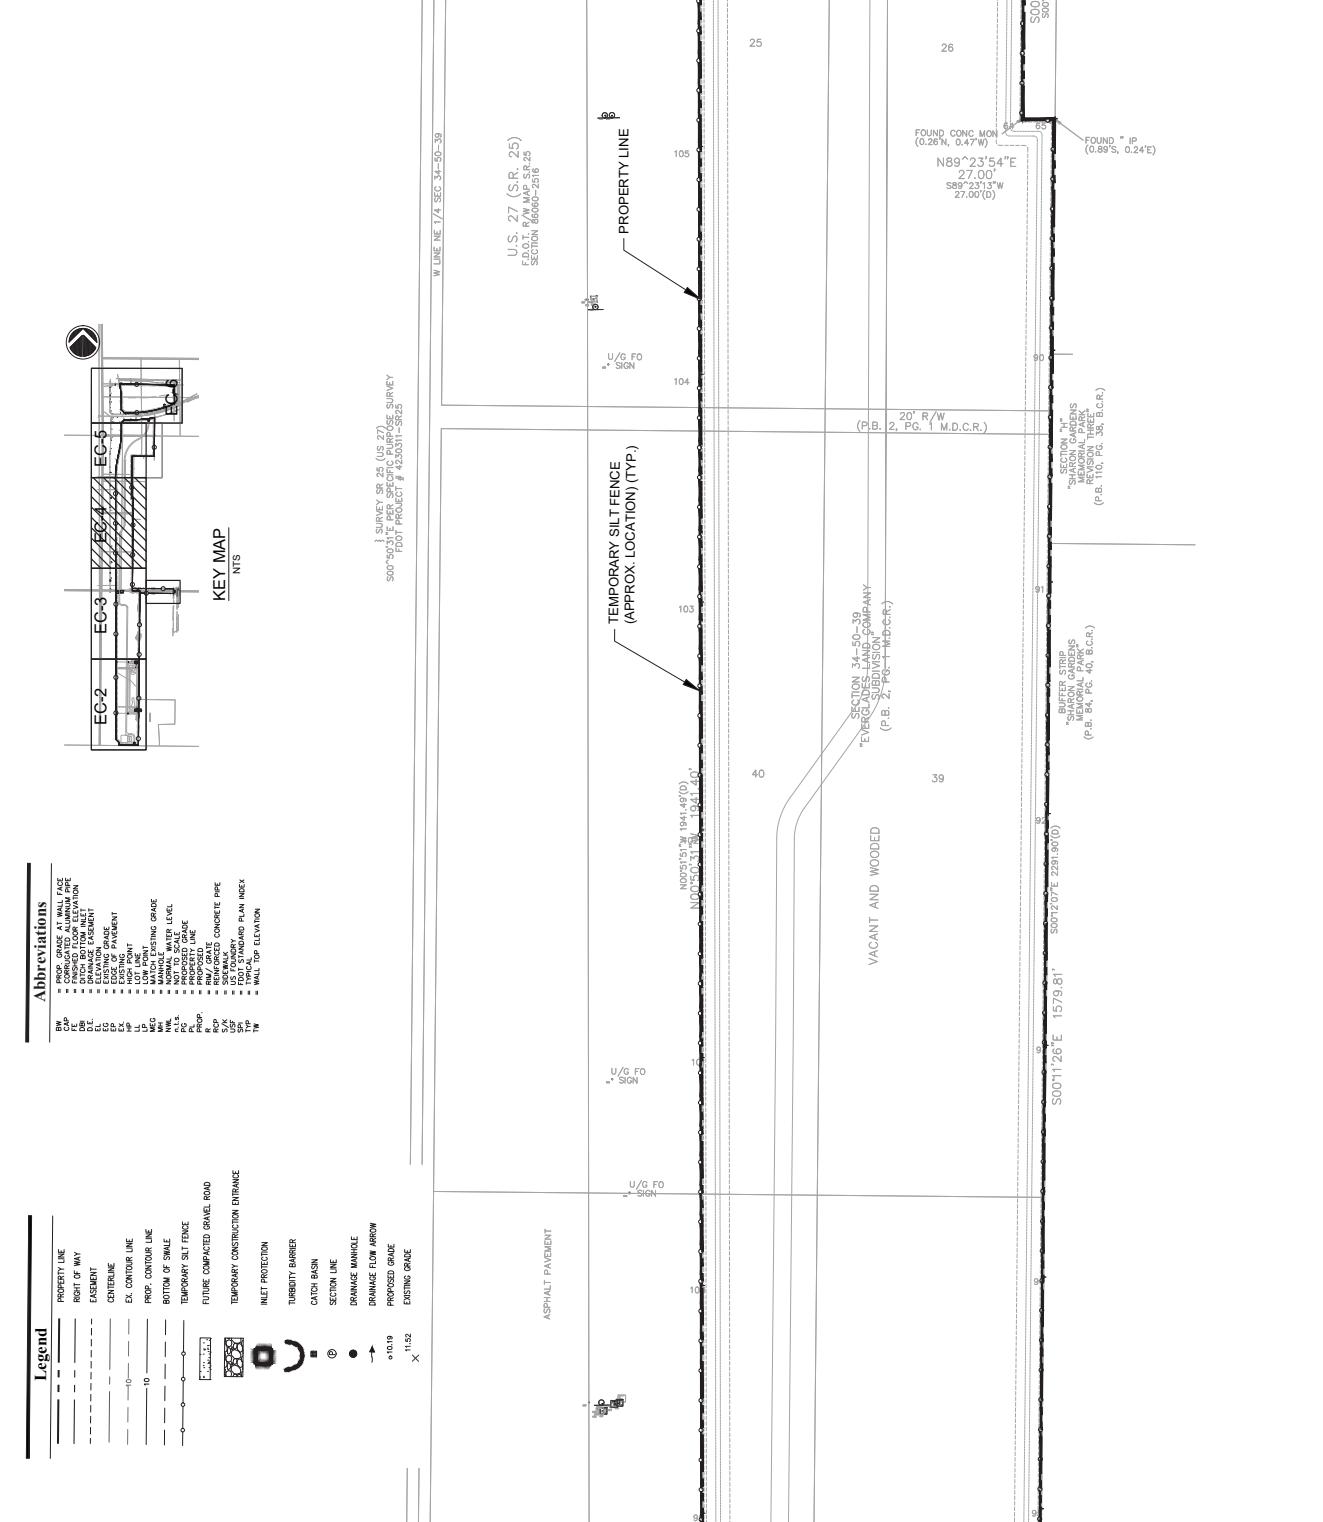 25
26
FOUND CONC MON
(0.26'N, 0.47'W)
64
65
FOUND " IP
(0.89'S, 0.24'E)
N89^23'54"E
27.00'
S89^23'13"W
27.00'(D)
W LINE NE 1/4 SEC 34-50-39
U.S. 27 (S.R. 25)
F.D.O.T. R/W MAP S.R.25
SECTION 86060-2516
PROPERTY LINE
105
U/G FO
SIGN
104
90
20' R/W
(P.B. 2, PG. 1 M.D.C.R.)
SECTION "H"
"SHARON GARDENS
MEMORIAL PARK
REVISION THREE"
(P.B. 110, PG. 38, B.C.R.)
SURVEY SR 25 (US 27)
S00^50'31"E PER SPECIFIC PURPOSE SURVEY
FDOT PROJECT # 4230311-SR25
TEMPORARY SILT FENCE
(APPROX. LOCATION) (TYP.)
103
91
EC-2
EC-3
EC-4
EC-5
EC-6
KEY MAP
NTS
SECTION 34-50-39
"EVERGLADES LAND COMPANY
SUBDIVISION"
(P.B. 2, PG. 1 M.D.C.R.)
BUFFER STRIP
"SHARON GARDENS
MEMORIAL PARK"
(P.B. 84, PG. 40, B.C.R.)
40
39
N00°51'51"W 1941.49'(D)
N00°50'31"W 1941.40'
VACANT AND WOODED
S00°12'07"E 2291.90'(D)
S00°11'26"E 1579.81'
U/G FO
SIGN
U/G FO
SIGN
ASPHALT PAVEMENT
Abbreviations
BW = PROP. GRADE AT WALL FACE
CAP = CORRUGATED ALUMINUM PIPE
FE = FINISHED FLOOR ELEVATION
DBI = DITCH BOTTOM INLET
D.E. = DRAINAGE EASEMENT
EL = ELEVATION
EG = EXISTING GRADE
EP = EDGE OF PAVEMENT
EX. = EXISTING
HP = HIGH POINT
LL = LOT LINE
LP = LOW POINT
MEG = MATCH EXISTING GRADE
MH = MANHOLE
NWL = NORMAL WATER LEVEL
n.t.s. = NOT TO SCALE
PG = PROPOSED GRADE
PL = PROPERTY LINE
PROP. = PROPOSED
R = RIM/ GRATE
RCP = REINFORCED CONCRETE PIPE
S/K = SIDEWALK
USF = US FOUNDRY
SPI = FDOT STANDARD PLAN INDEX
TYP = TYPICAL
TW = WALL TOP ELEVATION
Legend
PROPERTY LINE
RIGHT OF WAY
EASEMENT
CENTERLINE
10 EX. CONTOUR LINE
10 PROP. CONTOUR LINE
BOTTOM OF SWALE
TEMPORARY SILT FENCE
FUTURE COMPACTED GRAVEL ROAD
TEMPORARY CONSTRUCTION ENTRANCE
INLET PROTECTION
TURBIDITY BARRIER
CATCH BASIN
P SECTION LINE
DRAINAGE MANHOLE
DRAINAGE FLOW ARROW
10.19 PROPOSED GRADE
11.52 EXISTING GRADE